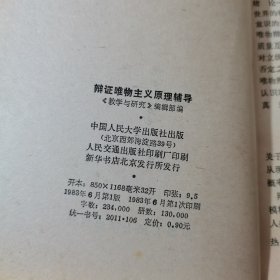 辩证唯物主义原理辅导
《教学与研究》编辑部编
中国人民大学出版社出版
(北京西郊海淀路39号)
人民交通出版社印刷厂印刷
新华书店北京发行所发行
开本：850×1168毫米32开 印张：9.5
1983年6月第1版 1983年6月第1次印刷
字数：234,000 册数：130,000
统一书号：2011·106 定价：0.90元